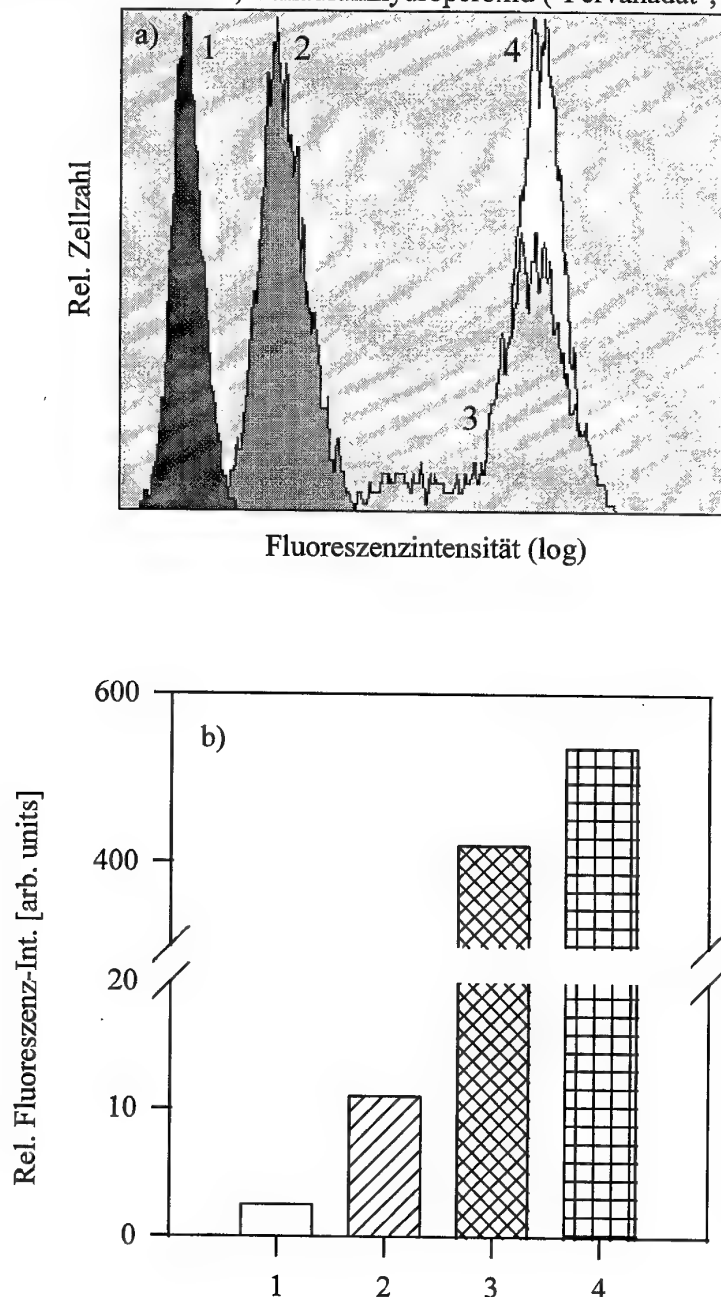 a) 1 2 4
3
Rel. Zellzahl
Fluoreszenzintensität (log)
b)
Rel. Fluoreszenz-Int. [arb. units]
600
400
20
10
0
1 2 3 4